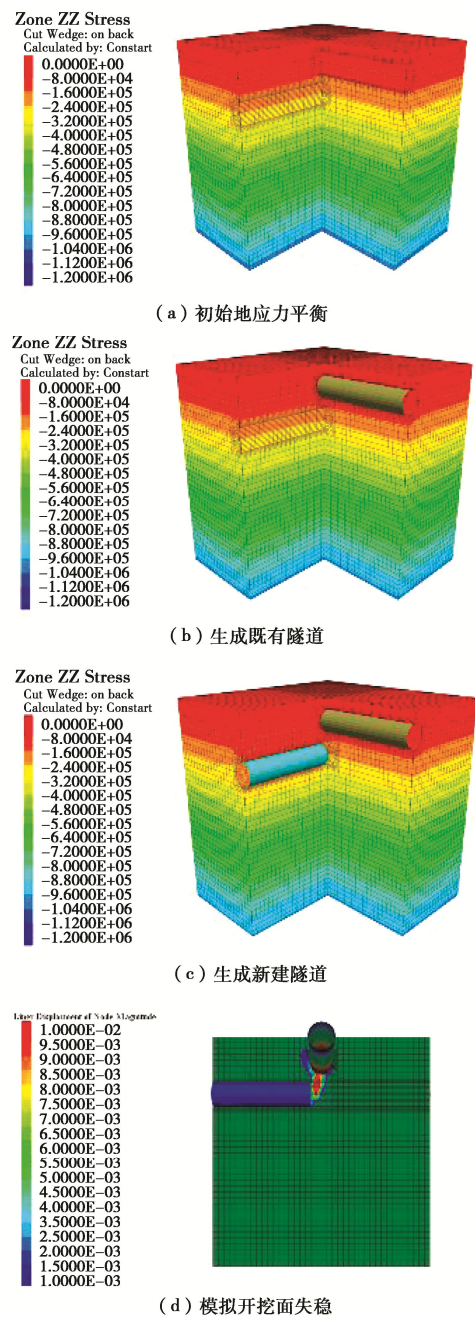 Zone ZZ Stress
Cut Wedge: on back
Calculated by: Constart
0.0000E+00
-8.0000E+04
-1.6000E+05
-2.4000E+05
-3.2000E+05
-4.0000E+05
-4.8000E+05
-5.6000E+05
-6.4000E+05
-7.2000E+05
-8.0000E+05
-8.8000E+05
-9.6000E+05
-1.0400E+06
-1.1200E+06
-1.2000E+06
(a)初始地应力平衡
Zone ZZ Stress
Cut Wedge: on back
Calculated by: Constart
0.0000E+00
-8.0000E+04
-1.6000E+05
-2.4000E+05
-3.2000E+05
-4.0000E+05
-4.8000E+05
-5.6000E+05
-6.4000E+05
-7.2000E+05
-8.0000E+05
-8.8000E+05
-9.6000E+05
-1.0400E+06
-1.1200E+06
-1.2000E+06
(b)生成既有隧道
Zone ZZ Stress
Cut Wedge: on back
Calculated by: Constart
0.0000E+00
-8.0000E+04
-1.6000E+05
-2.4000E+05
-3.2000E+05
-4.0000E+05
-4.8000E+05
-5.6000E+05
-6.4000E+05
-7.2000E+05
-8.0000E+05
-8.8000E+05
-9.6000E+05
-1.0400E+06
-1.1200E+06
-1.2000E+06
(c)生成新建隧道
Liner Displacement of Node Magnitude
1.0000E-02
9.5000E-03
9.0000E-03
8.5000E-03
8.0000E-03
7.5000E-03
7.0000E-03
6.5000E-03
6.0000E-03
5.5000E-03
5.0000E-03
4.5000E-03
4.0000E-03
3.5000E-03
3.0000E-03
2.5000E-03
2.0000E-03
1.5000E-03
1.0000E-03
(d)模拟开挖面失稳